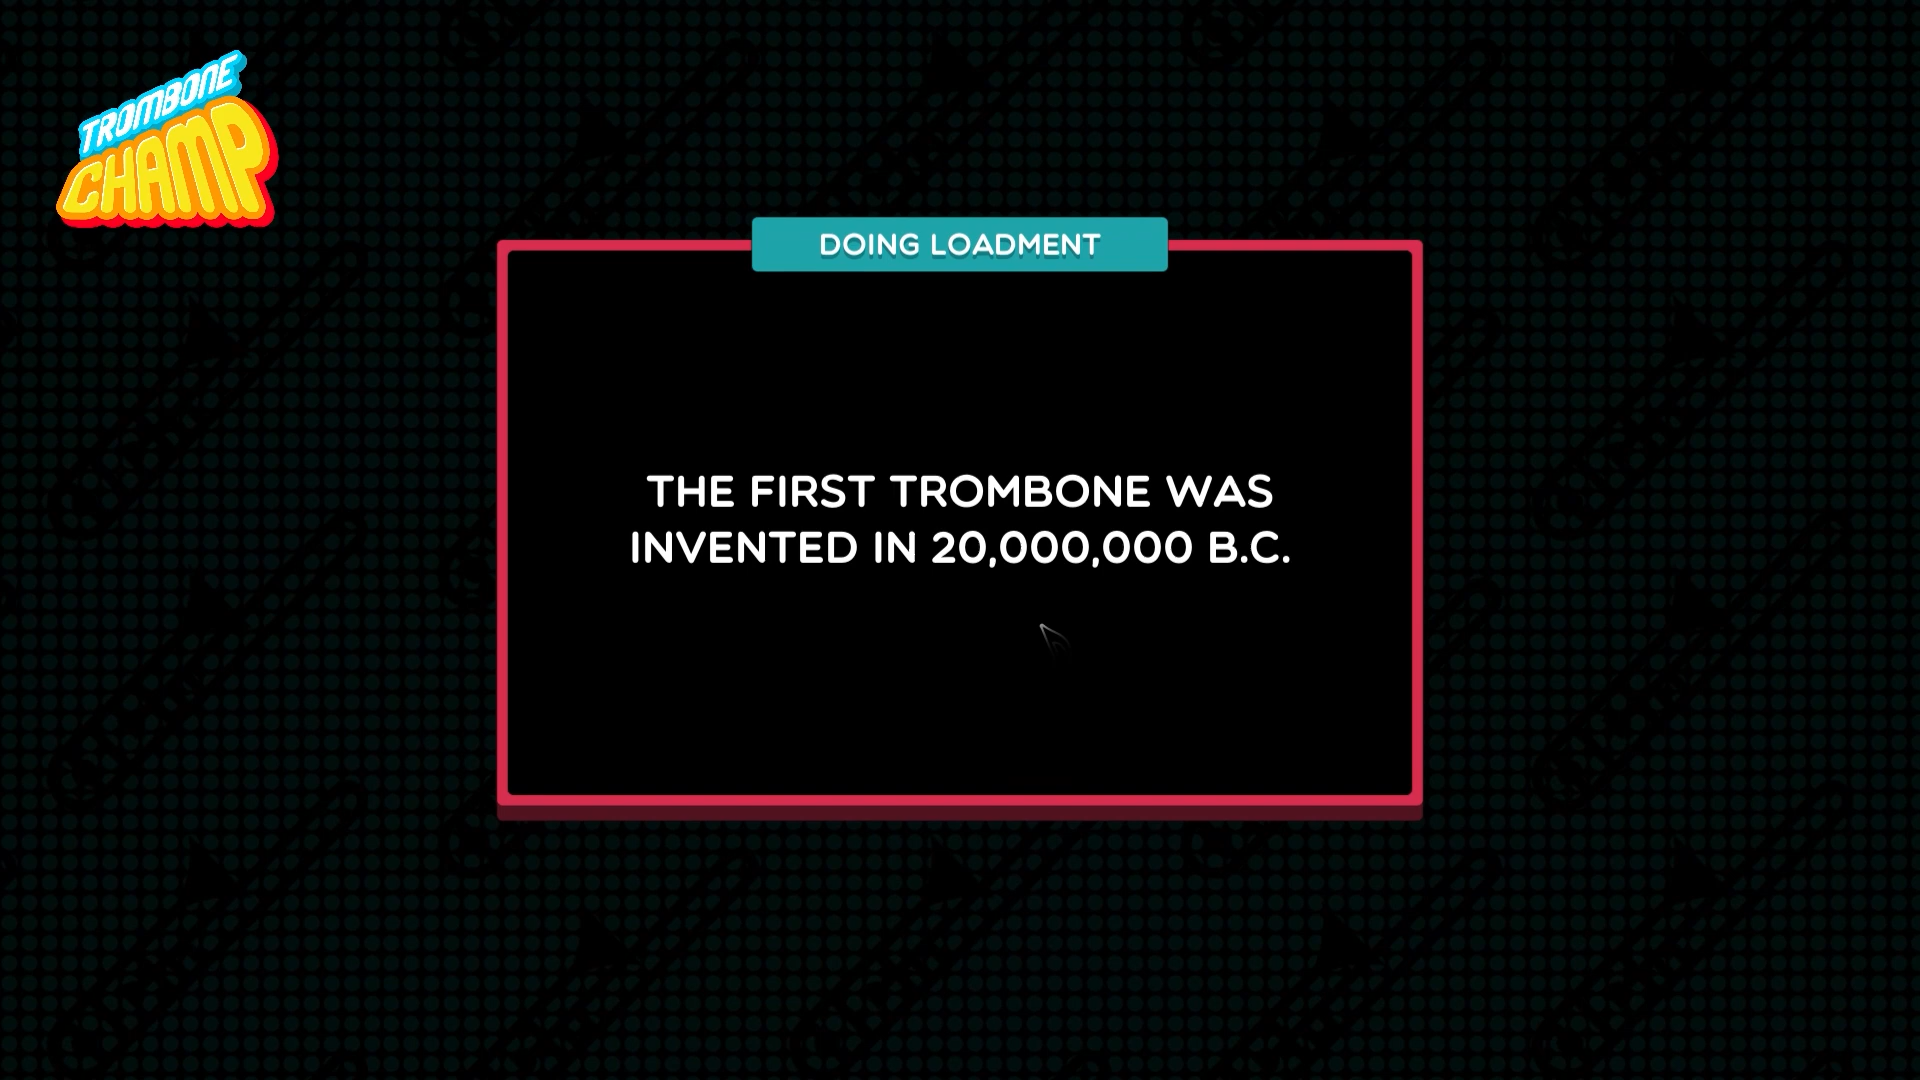 TROMBONE
CHAMP
DOING LOADMENT
THE FIRST TROMBONE WAS
INVENTED IN 20,000,000 B.C.